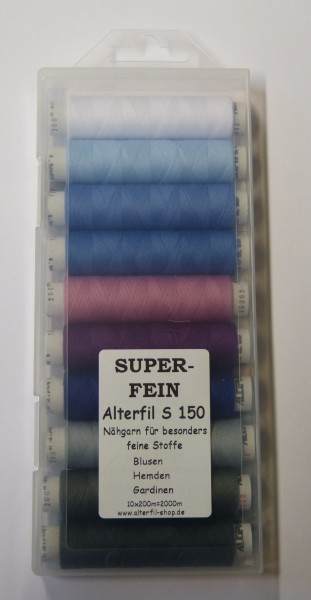 SUPER-
FEIN
Alterfil S 150
Nähgarn für besonders
feine Stoffe
Blusen
Hemden
Gardinen
10x200m=2000m
www.alterfil-shop.de